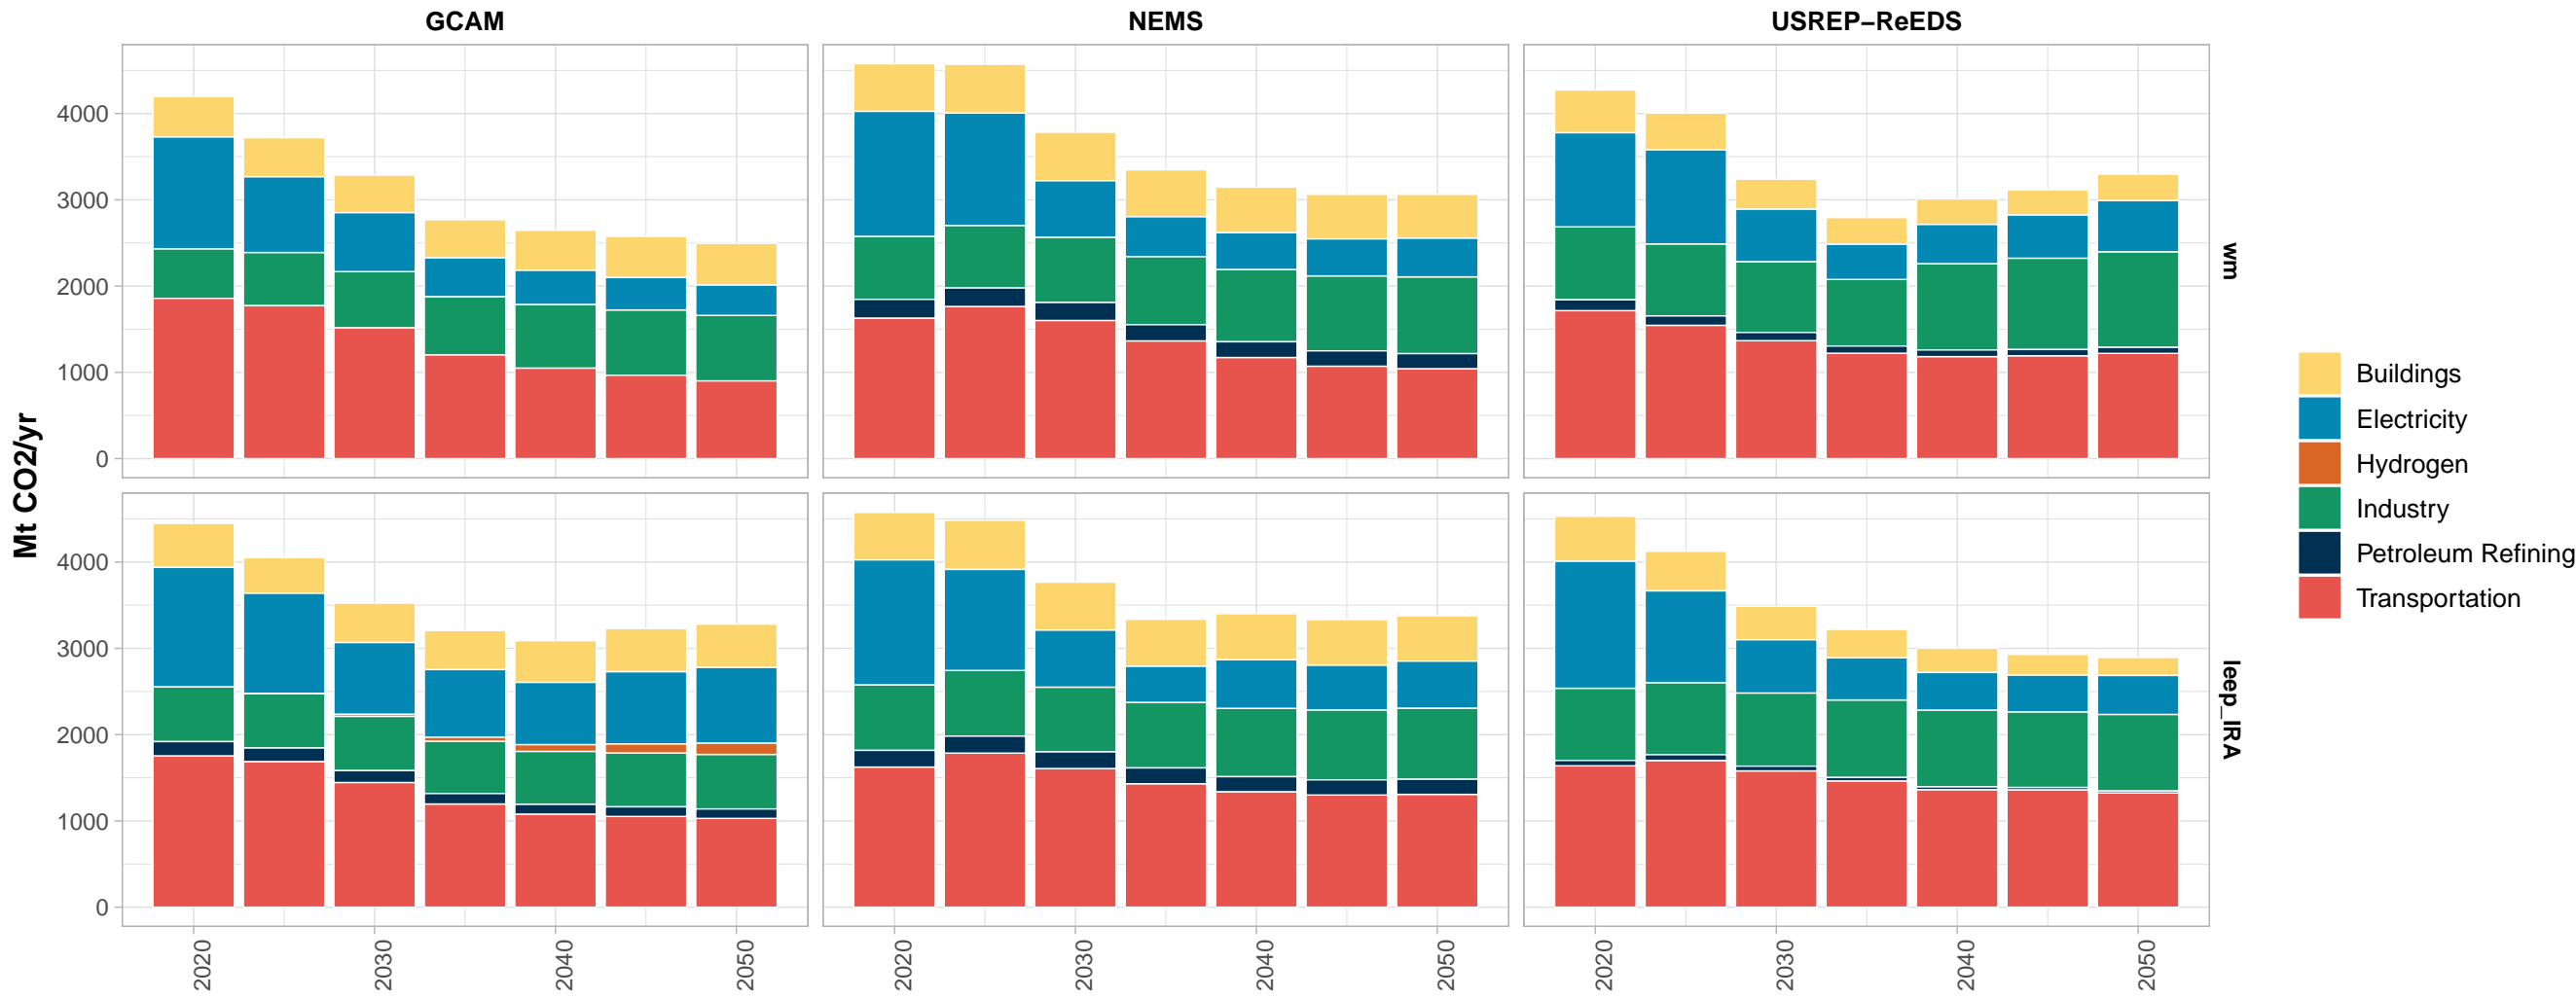 GCAM
NEMS
USREP−ReEDS
Mt CO2/yr
4000
3000
2000
1000
0
wm
4000
3000
2000
1000
0
leep_IRA
2020
2030
2040
2050
2020
2030
2040
2050
2020
2030
2040
2050
Buildings
Electricity
Hydrogen
Industry
Petroleum Refining
Transportation